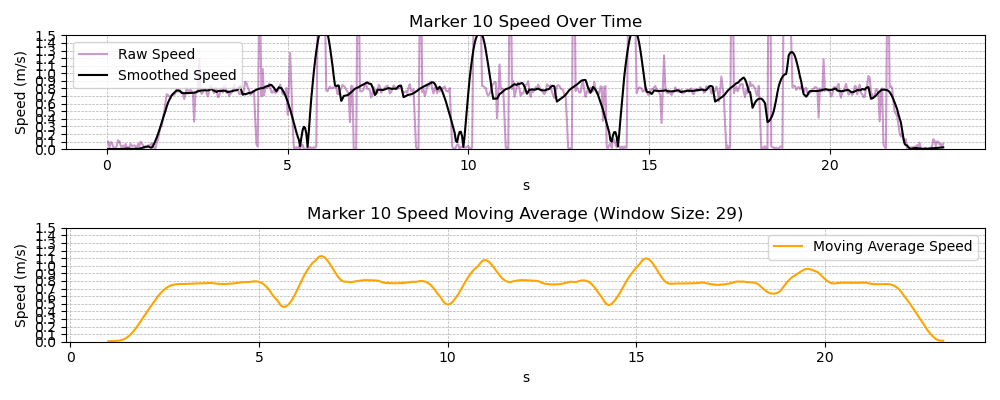 Marker 10 Speed Over Time
Speed (m/s)
1.5
1.4
1.3
1.2
1.1
1.0
0.9
0.8
0.7
0.6
0.5
0.4
0.3
0.2
0.1
0.0
Raw Speed
Smoothed Speed
0 5 10 15 20
s
Marker 10 Speed Moving Average (Window Size: 29)
Speed (m/s)
1.5
1.4
1.3
1.2
1.1
1.0
0.9
0.8
0.7
0.6
0.5
0.4
0.3
0.2
0.1
0.0
Moving Average Speed
0 5 10 15 20
s